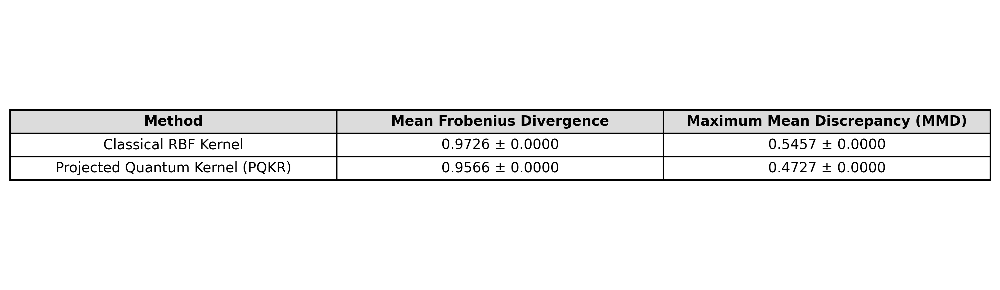 Method Mean Frobenius Divergence Maximum Mean Discrepancy (MMD)
Classical RBF Kernel 0.9726 ± 0.0000 0.5457 ± 0.0000
Projected Quantum Kernel (PQKR) 0.9566 ± 0.0000 0.4727 ± 0.0000